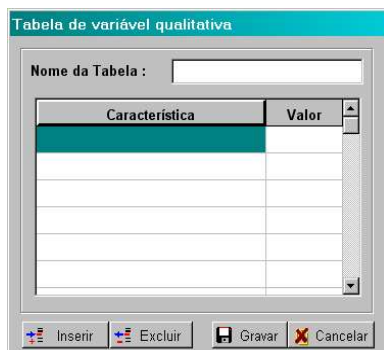 Tabela de variável qualitativa
Nome da Tabela :
Característica Valor
Inserir Excluir Gravar Cancelar